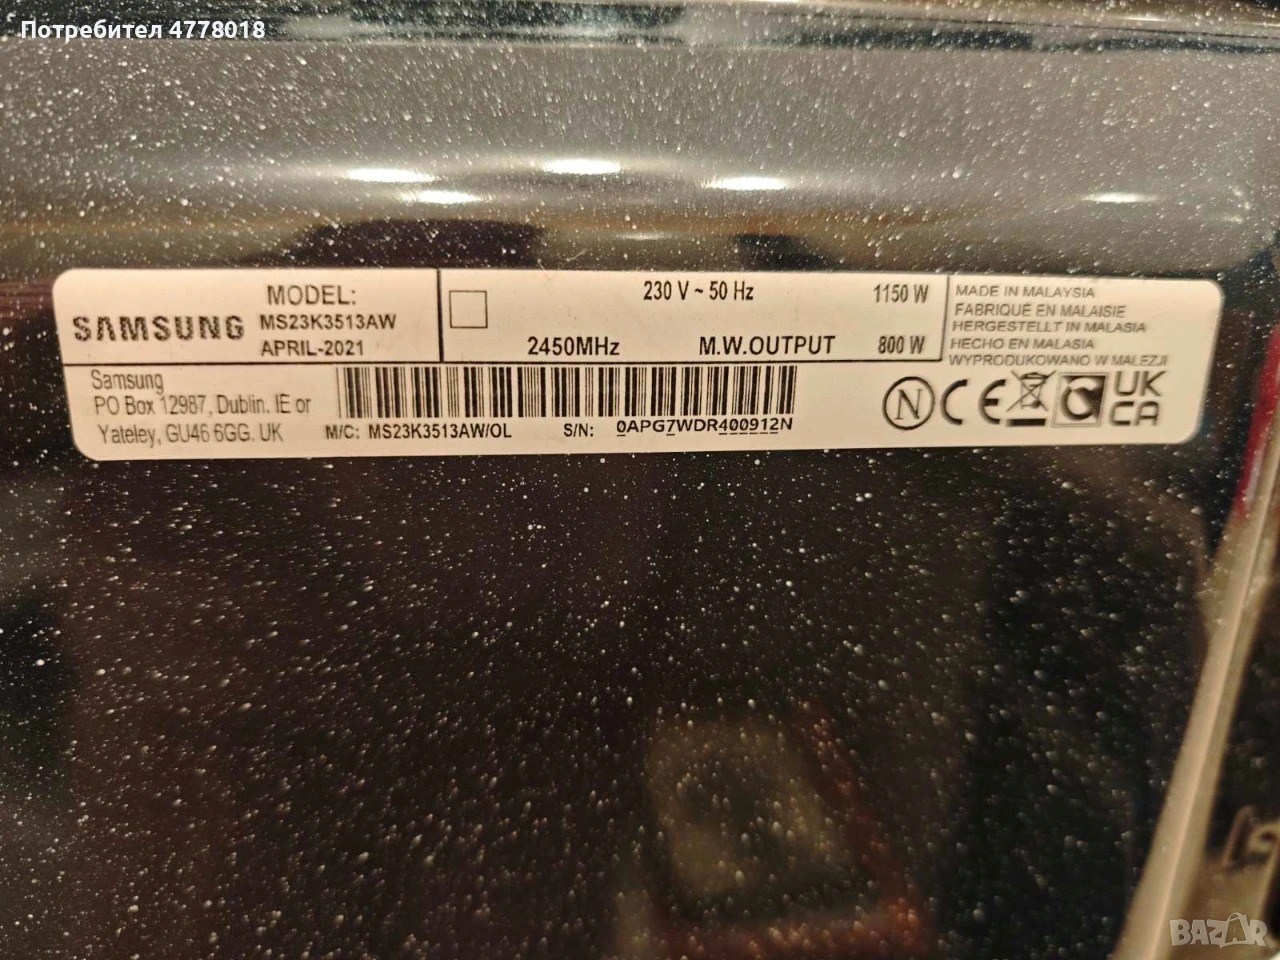 Потребител 4778018
SAMSUNG
MODEL:
MS23K3513AW
APRIL-2021
230 V ~ 50 Hz 1150 W
2450MHz M.W.OUTPUT 800 W
MADE IN MALAYSIA
FABRIQUÉ EN MALAISIE
HERGESTELLT IN MALASIA
HECHO EN MALASIA
WYPRODUKOWANO W MALEZJI
Samsung
PO Box 12987, Dublin. IE or
Yateley, GU46 6GG. UK
M/C: MS23K3513AW/OL S/N: 0APG7WDR400912N
N CE UK
CA
BAZAR